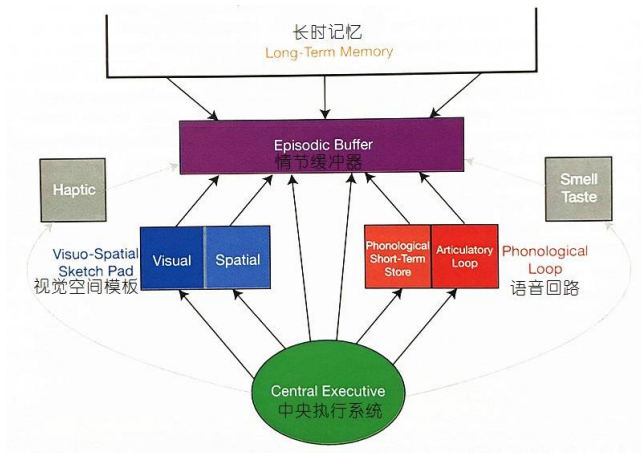 长时记忆
Long-Term Memory
Episodic Buffer
情节缓冲器
Haptic
Smell
Taste
Visuo-Spatial
Sketch Pad
视觉空间模板
Visual
Spatial
Phonological
Short-Term
Store
Articulatory
Loop
Phonological
Loop
语音回路
Central Executive
中央执行系统